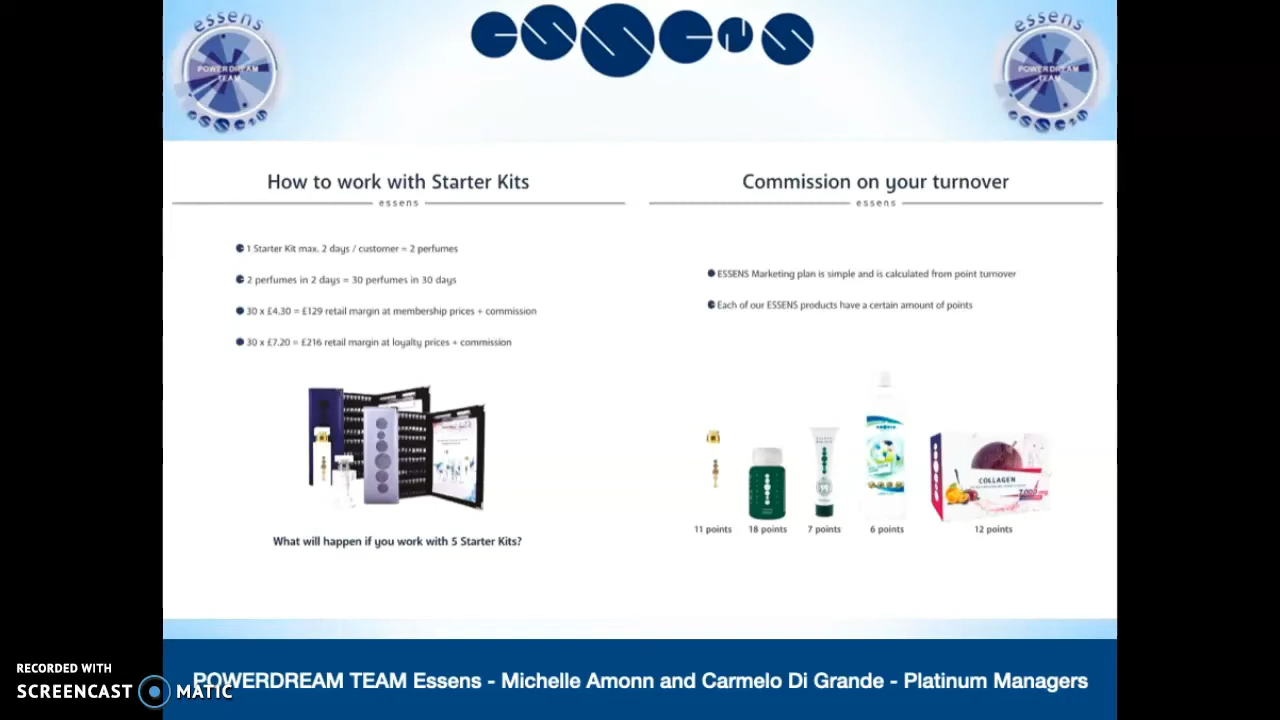 essens
POWERDREAM
TEAM
essens
essens
essens
POWERDREAM
TEAM
essens
How to work with Starter Kits
essens
1 Starter Kit max. 2 days / customer = 2 perfumes
2 perfumes in 2 days = 30 perfumes in 30 days
30 x £4.30 = £129 retail margin at membership prices + commission
30 x £7.20 = £216 retail margin at loyalty prices + commission
What will happen if you work with 5 Starter Kits?
Commission on your turnover
essens
ESSENS Marketing plan is simple and is calculated from point turnover
Each of our ESSENS products have a certain amount of points
COLLAGEN
7,000 mg
11 points
18 points
7 points
6 points
12 points
RECORDED WITH
SCREENCAST MATIC
POWERDREAM TEAM Essens - Michelle Amonn and Carmelo Di Grande - Platinum Managers